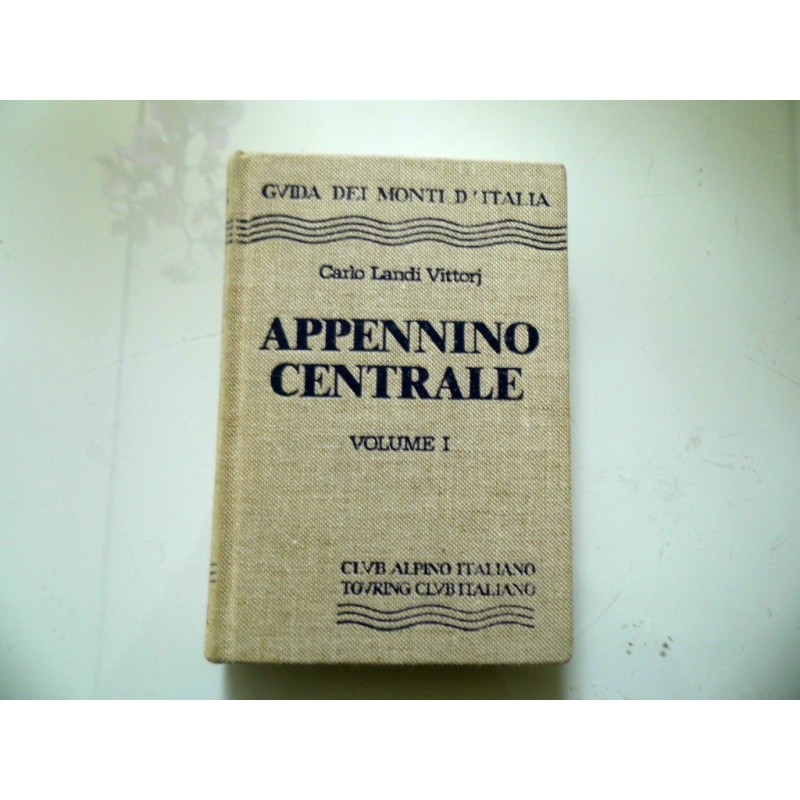 GVIDA DEI MONTI D'ITALIA
Carlo Landi Vittorj
APPENNINO
CENTRALE
VOLUME I
CLVB ALPINO ITALIANO
TOVRING CLVB ITALIANO